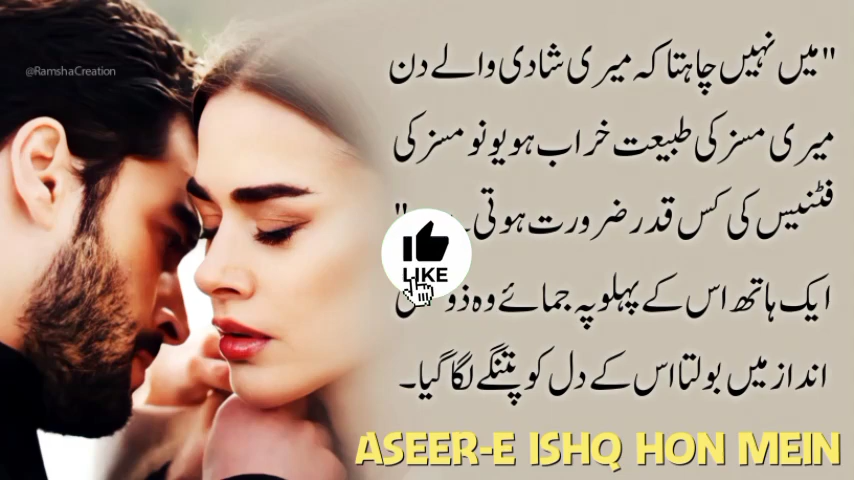 @RamshaCreation
"میں نہیں چاہتا کہ میری شادی والے دن
میری مسز کی طبیعت خراب ہو یو نو مسز کی
فٹنیس کی کس قدر ضرورت ہوتی"
LIKE
ایک ہاتھ اس کے پہلو پہ جمائے وہ
انداز میں بولتا اس کے دل کو پتنگے لگا گیا۔
ASEER-E ISHQ HON MEIN